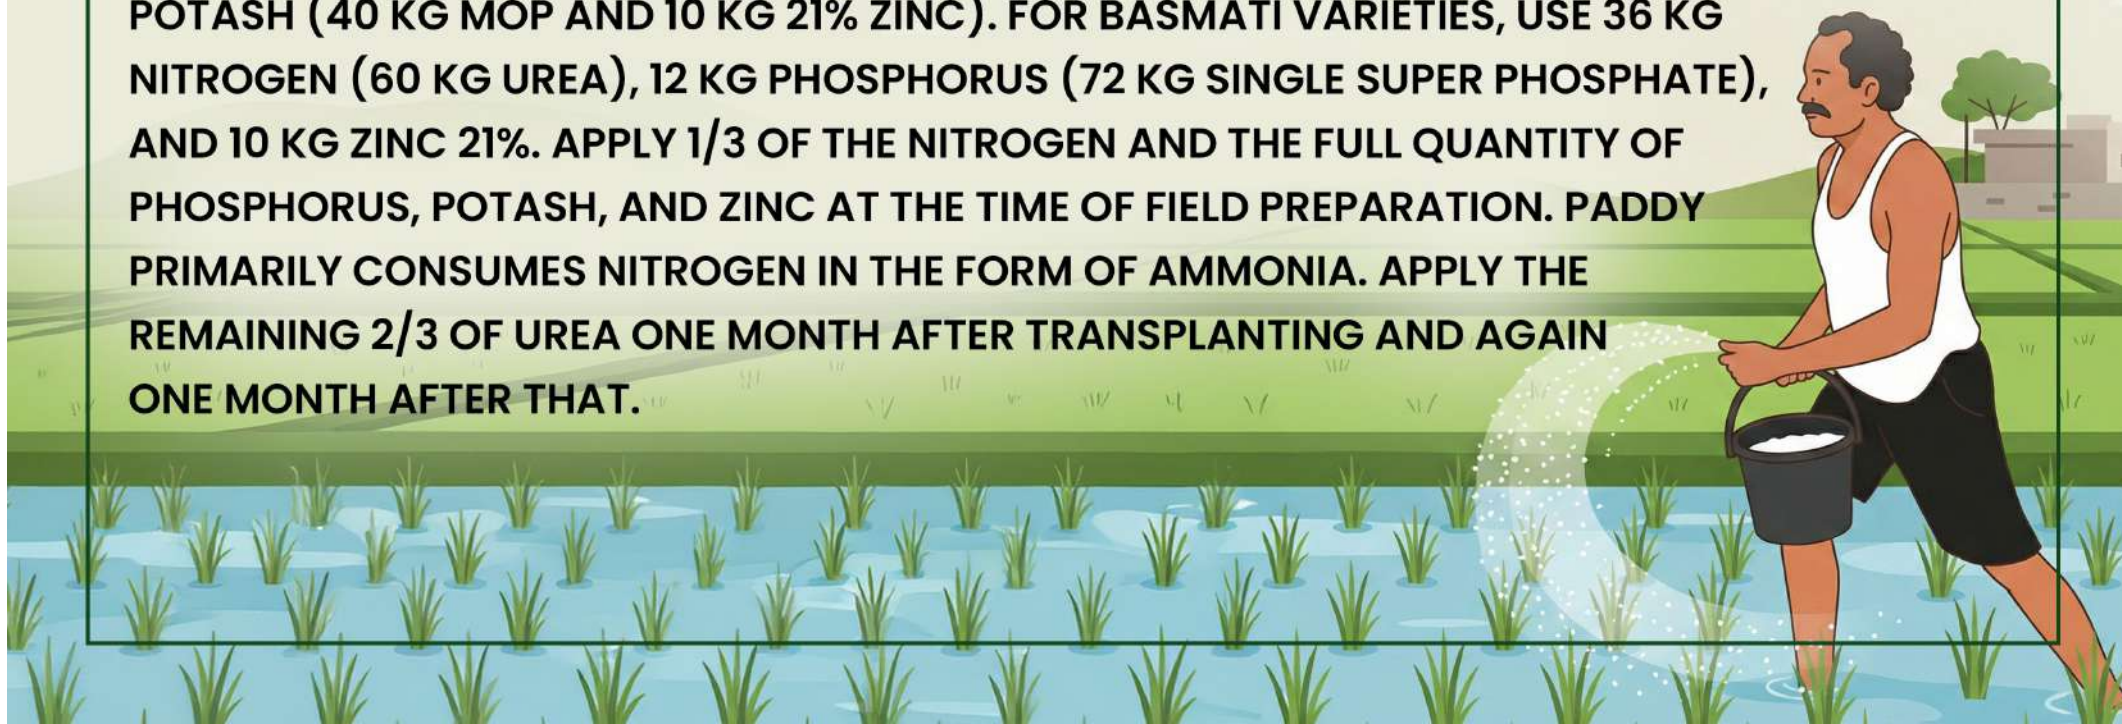 POTASH (40 KG MOP AND 10 KG 21% ZINC). FOR BASMATI VARIETIES, USE 36 KG
NITROGEN (60 KG UREA), 12 KG PHOSPHORUS (72 KG SINGLE SUPER PHOSPHATE),
AND 10 KG ZINC 21%. APPLY 1/3 OF THE NITROGEN AND THE FULL QUANTITY OF
PHOSPHORUS, POTASH, AND ZINC AT THE TIME OF FIELD PREPARATION. PADDY
PRIMARILY CONSUMES NITROGEN IN THE FORM OF AMMONIA. APPLY THE
REMAINING 2/3 OF UREA ONE MONTH AFTER TRANSPLANTING AND AGAIN
ONE MONTH AFTER THAT.